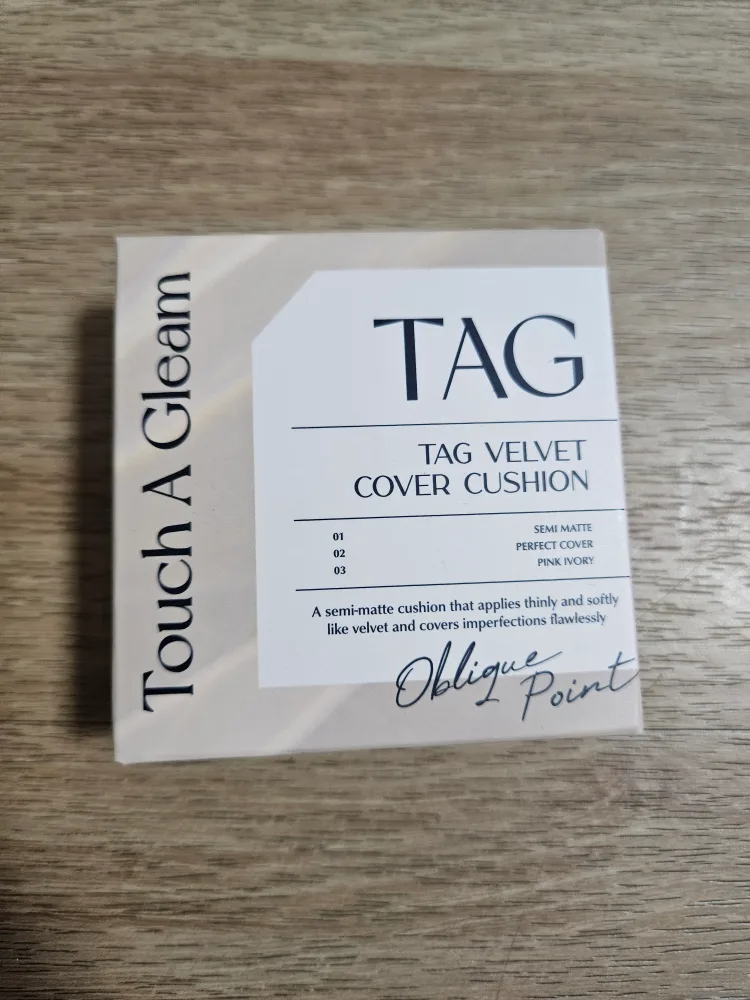 Touch A Gleam
TAG
TAG VELVET
COVER CUSHION
01 SEMI MATTE
02 PERFECT COVER
03 PINK IVORY
A semi-matte cushion that applies thinly and softly
like velvet and covers imperfections flawlessly
Oblique
Point